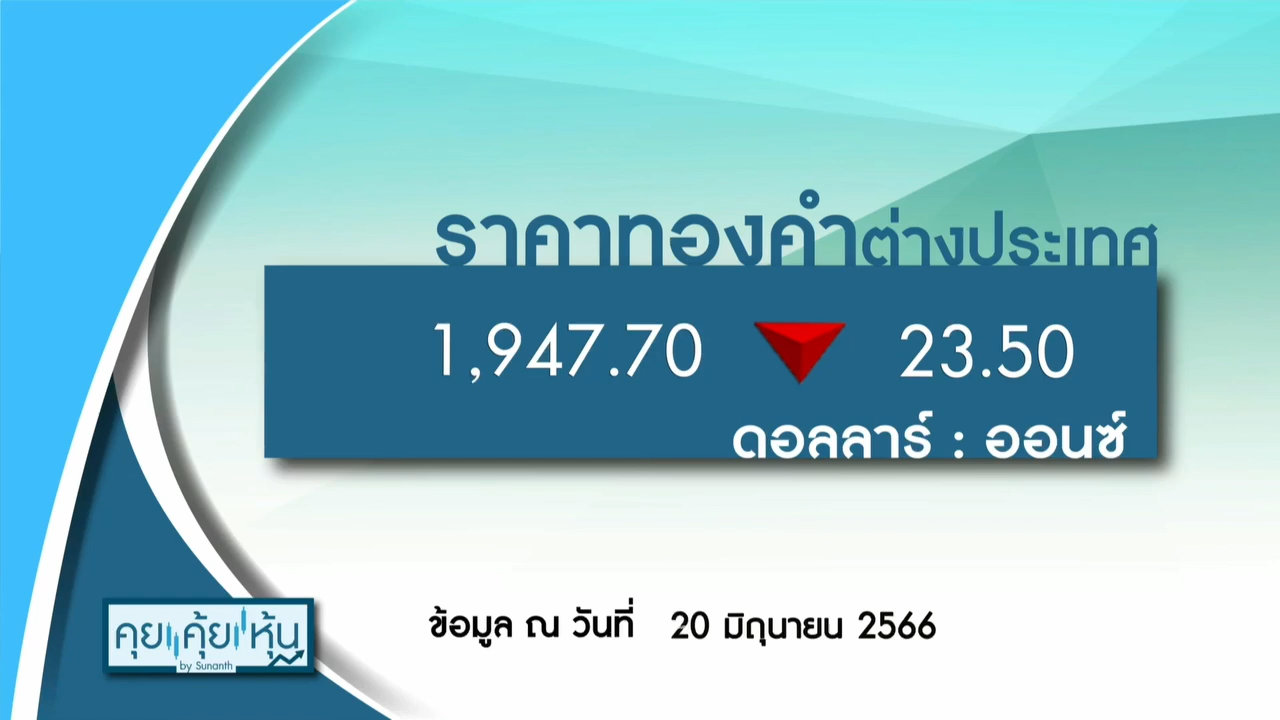 ราคาทองคำต่างประเทศ
1,947.70 23.50
ดอลลาร์ : ออนซ์
ข้อมูล ณ วันที่ 20 มิถุนายน 2566
คุยคุ้ยหุ้น
by Sunanth